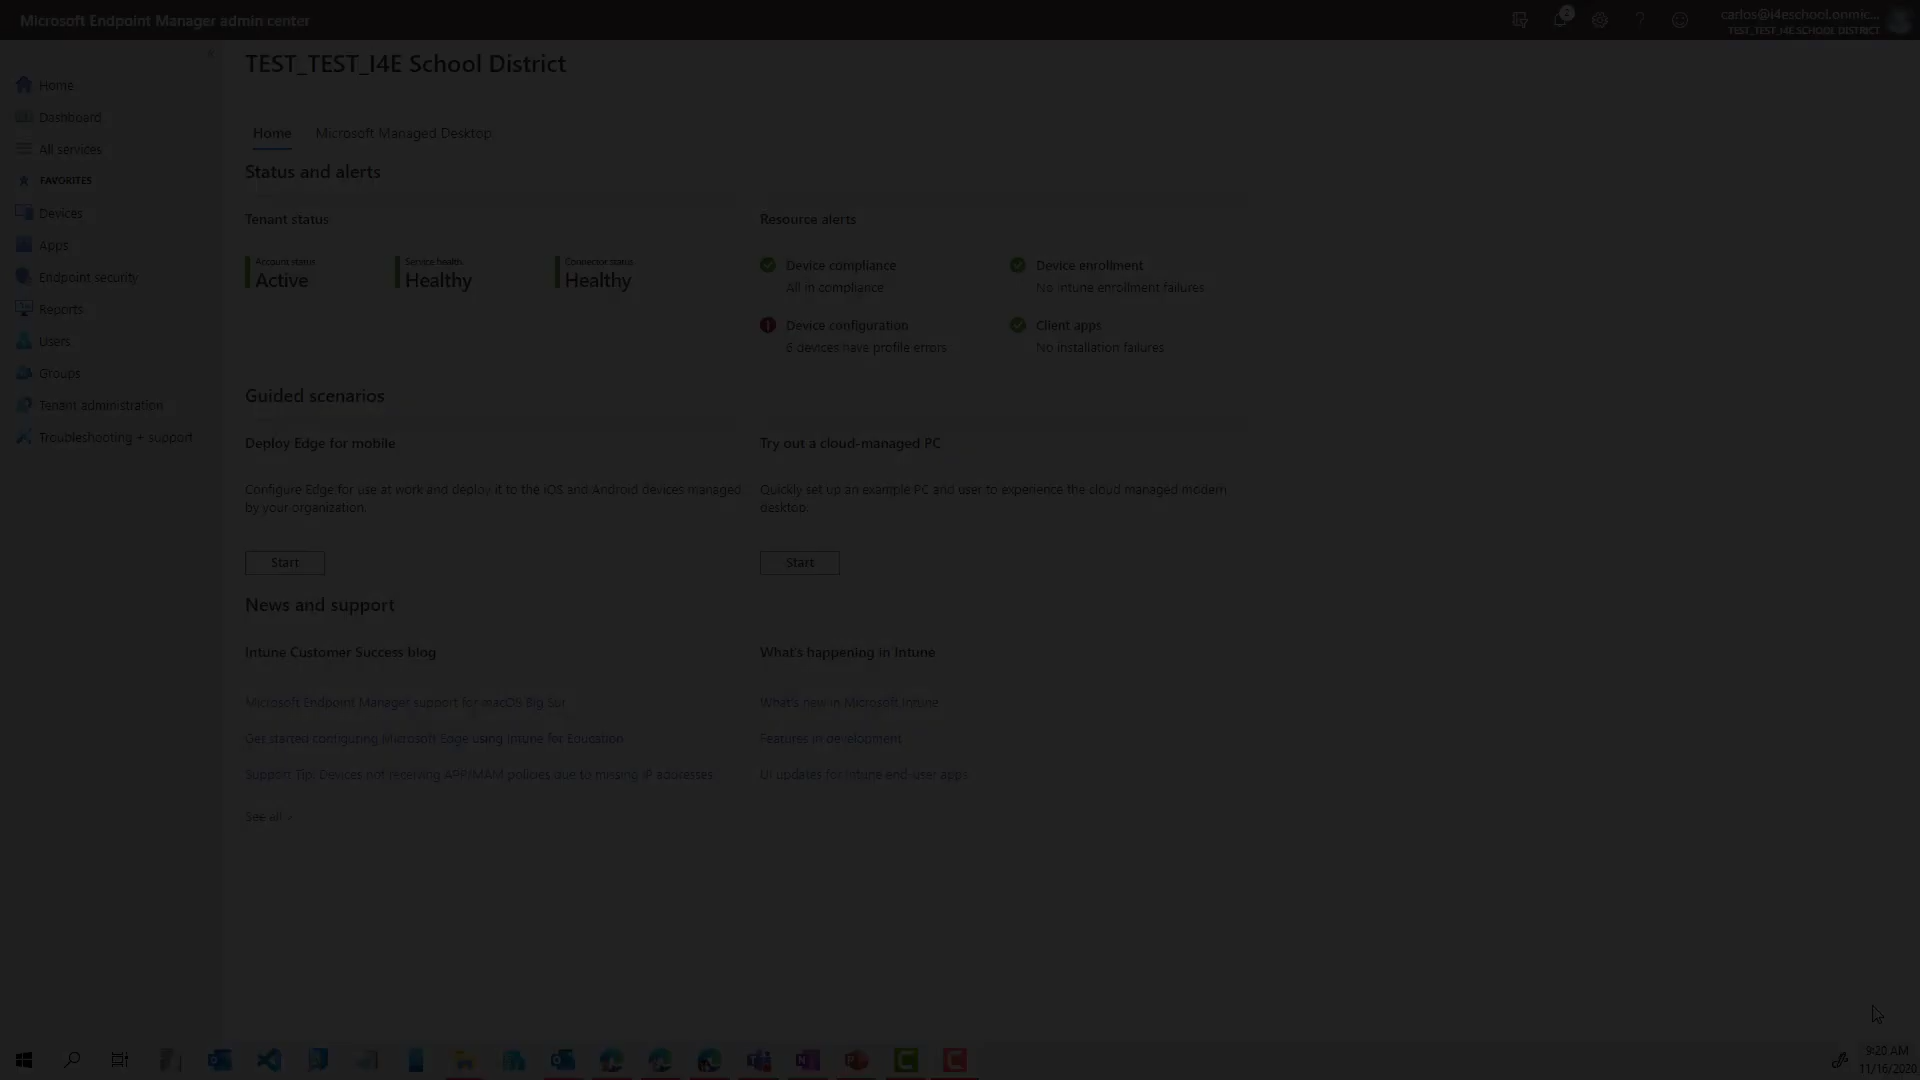 Microsoft Endpoint Manager admin center
2
carlos@i4eschool.onmic...
TEST_TEST_I4E SCHOOL DISTRICT
«
TEST_TEST_I4E School District
Home
Dashboard
All services
FAVORITES
Devices
Apps
Endpoint security
Reports
Users
Groups
Tenant administration
Troubleshooting + support
Home
Microsoft Managed Desktop
Status and alerts
Tenant status
Account status
Active
Service health
Healthy
Connector status
Healthy
Resource alerts
Device compliance
All in compliance
Device enrollment
No Intune enrollment failures
Device configuration
6 devices have profile errors
Client apps
No installation failures
Guided scenarios
Deploy Edge for mobile
Configure Edge for use at work and deploy it to the iOS and Android devices managed
by your organization.
Start
Try out a cloud-managed PC
Quickly set up an example PC and user to experience the cloud managed modern
desktop.
Start
News and support
Intune Customer Success blog
Microsoft Endpoint Manager support for macOS Big Sur
Get started configuring Microsoft Edge using Intune for Education
Support Tip: Devices not receiving APP/MAM policies due to missing IP addresses
See all >
What's happening in Intune
What's new in Microsoft Intune
Features in development
UI updates for Intune end-user apps
9:20 AM
11/16/2020